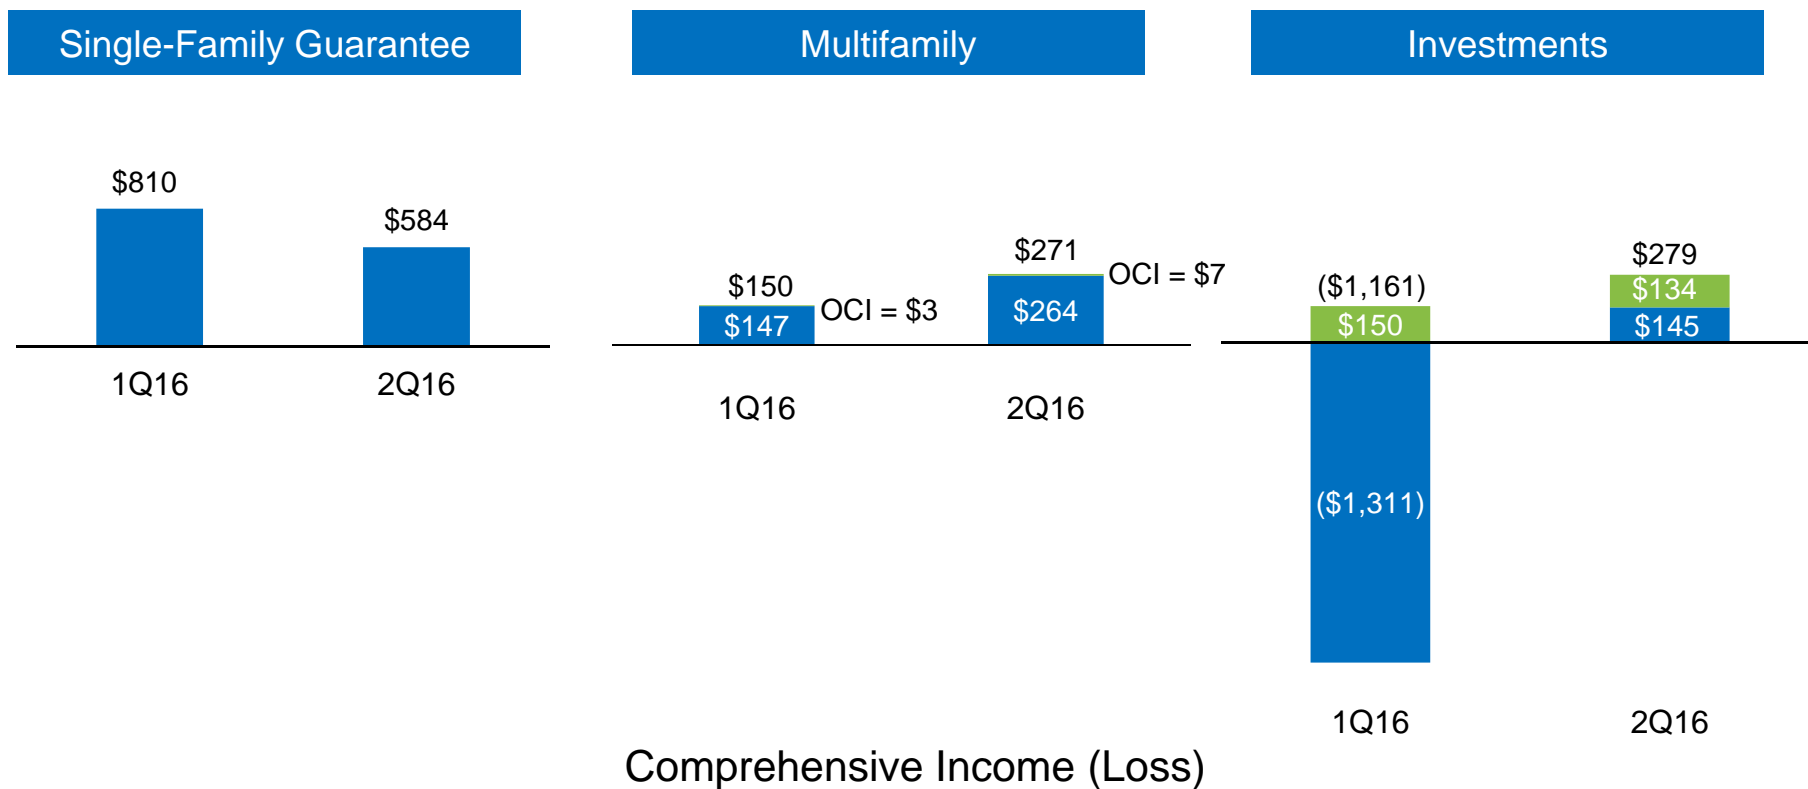 Single-Family Guarantee
Multifamily
Investments
$810
$584
1Q16
2Q16
$150
$147
OCI = $3
$271
$264
OCI = $7
1Q16
2Q16
($1,161)
$150
($1,311)
$279
$134
$145
1Q16
2Q16
Comprehensive Income (Loss)